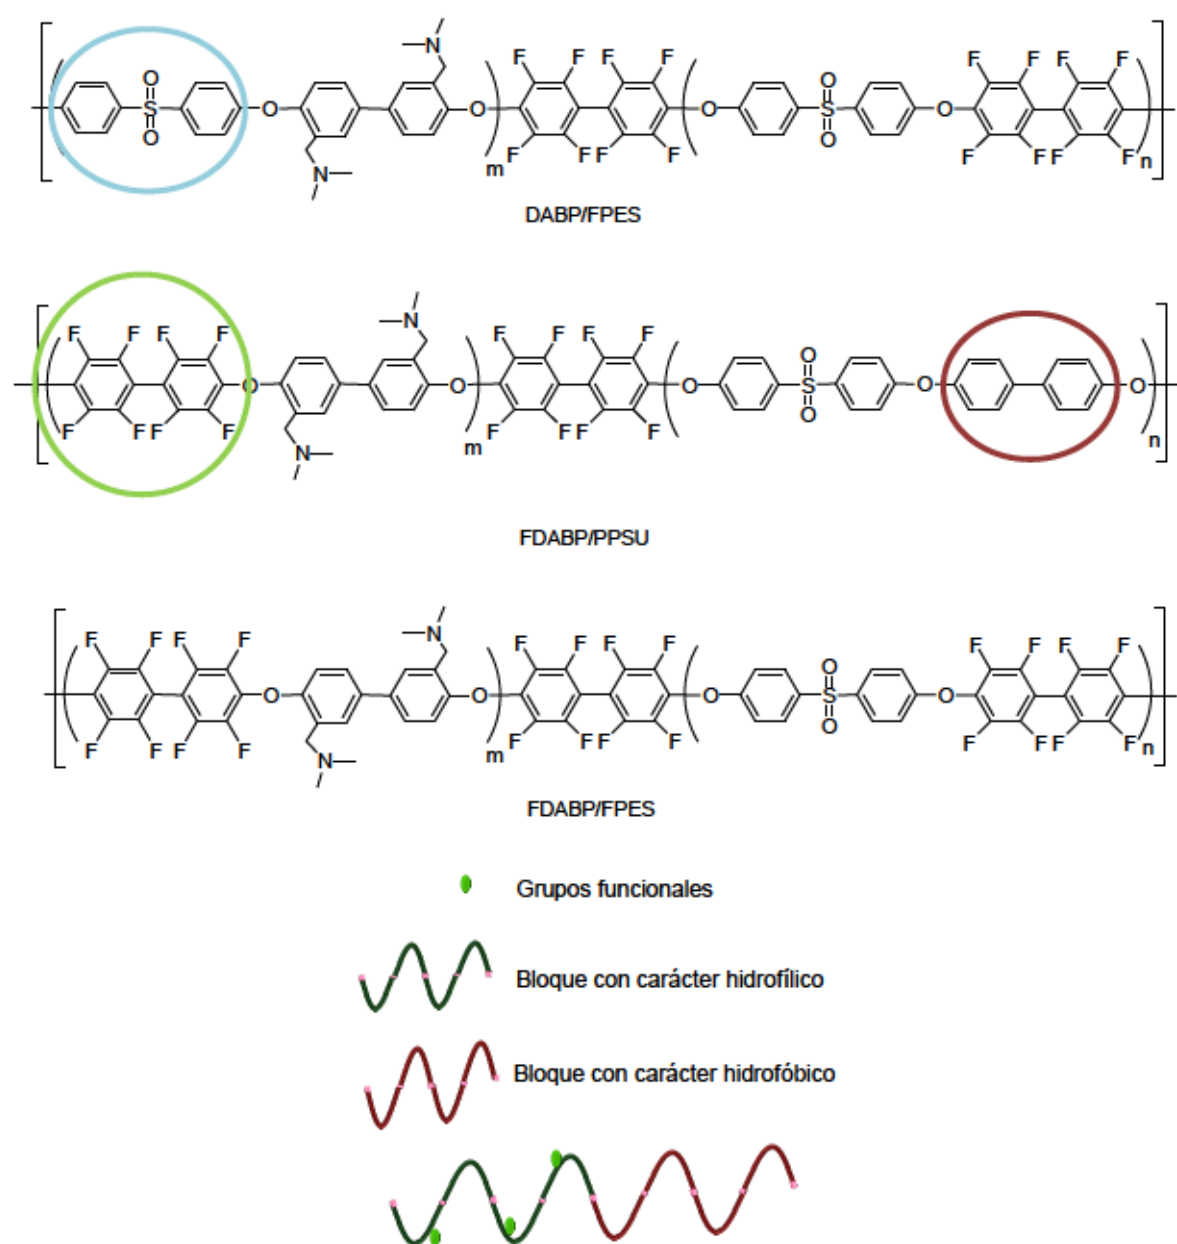 F F F F F F F F
N
O S O O O O S O O
N
F F F F F F F F
m n
DABP/FPES
F F F F F F F F
N
O O O O S O O O
N
F F F F F F F F
m n
FDABP/PPSU
F F F F F F F F F F F F
N
O O O O S O O
N
F F F F F F F F F F F F
m n
FDABP/FPES
Grupos funcionales
Bloque con carácter hidrofílico
Bloque con carácter hidrofóbico